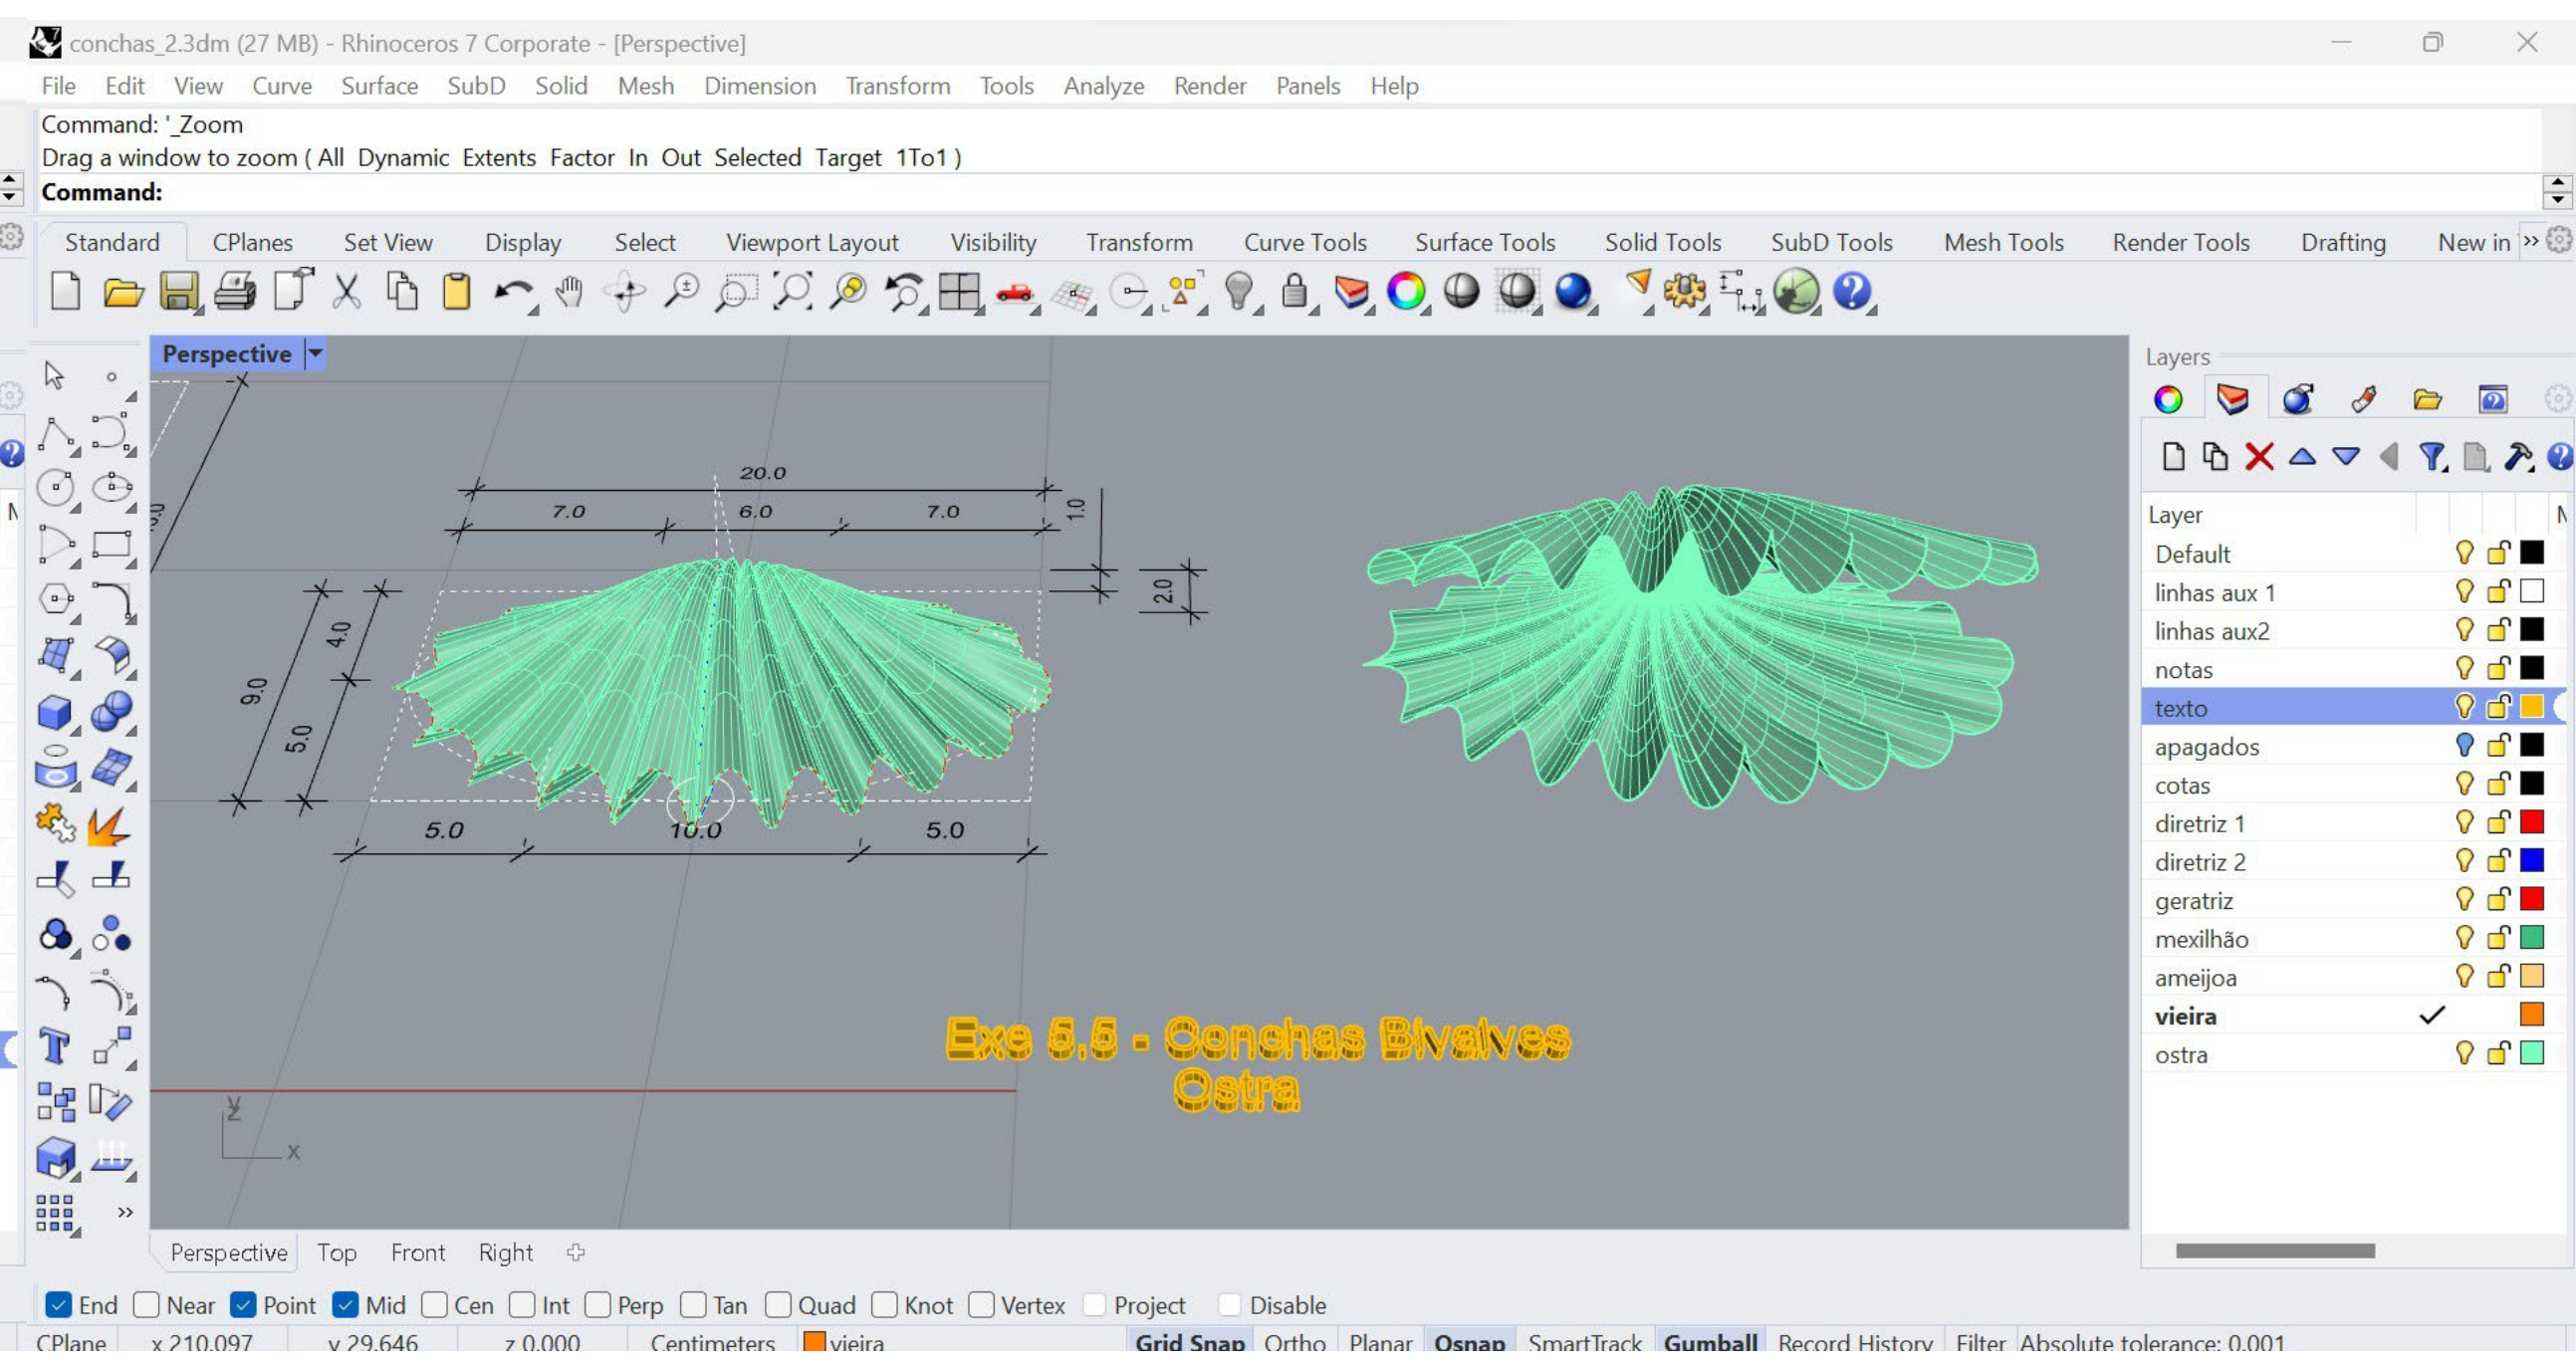 conchas_2.3dm (27 MB) - Rhinoceros 7 Corporate - [Perspective]
File Edit View Curve Surface SubD Solid Mesh Dimension Transform Tools Analyze Render Panels Help
Command: '_Zoom
Drag a window to zoom ( All Dynamic Extents Factor In Out Selected Target 1To1 )
Command:
Standard CPlanes Set View Display Select Viewport Layout Visibility Transform Curve Tools Surface Tools Solid Tools SubD Tools Mesh Tools Render Tools Drafting New in »
Perspective
20.0
7.0 6.0 7.0
1.0
2.0
4.0
9.0
5.0
5.0 10.0 5.0
Exe 5.5 - Conchas Bivalves
Ostra
y
z
x
Layers
Layer
Default
linhas aux 1
linhas aux2
notas
texto
apagados
cotas
diretriz 1
diretriz 2
geratriz
mexilhão
ameijoa
vieira
ostra
Perspective Top Front Right
End Near Point Mid Cen Int Perp Tan Quad Knot Vertex Project Disable
CPlane x 210.097 y 29.646 z 0.000 Centimeters vieira Grid Snap Ortho Planar Osnap SmartTrack Gumball Record History Filter Absolute tolerance: 0.001